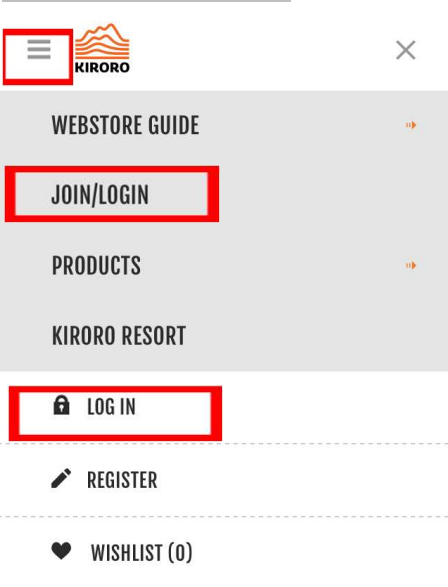 KIRORO
WEBSTORE GUIDE
JOIN/LOGIN
PRODUCTS
KIRORO RESORT
LOG IN
REGISTER
WISHLIST (0)